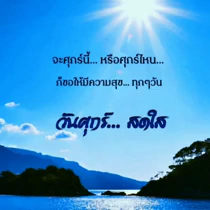 จะศุกร์นี้... หรือศุกร์ไหน...
ก็ขอให้มีความสุข... ทุกๆวัน
วันศุกร์... สดใส